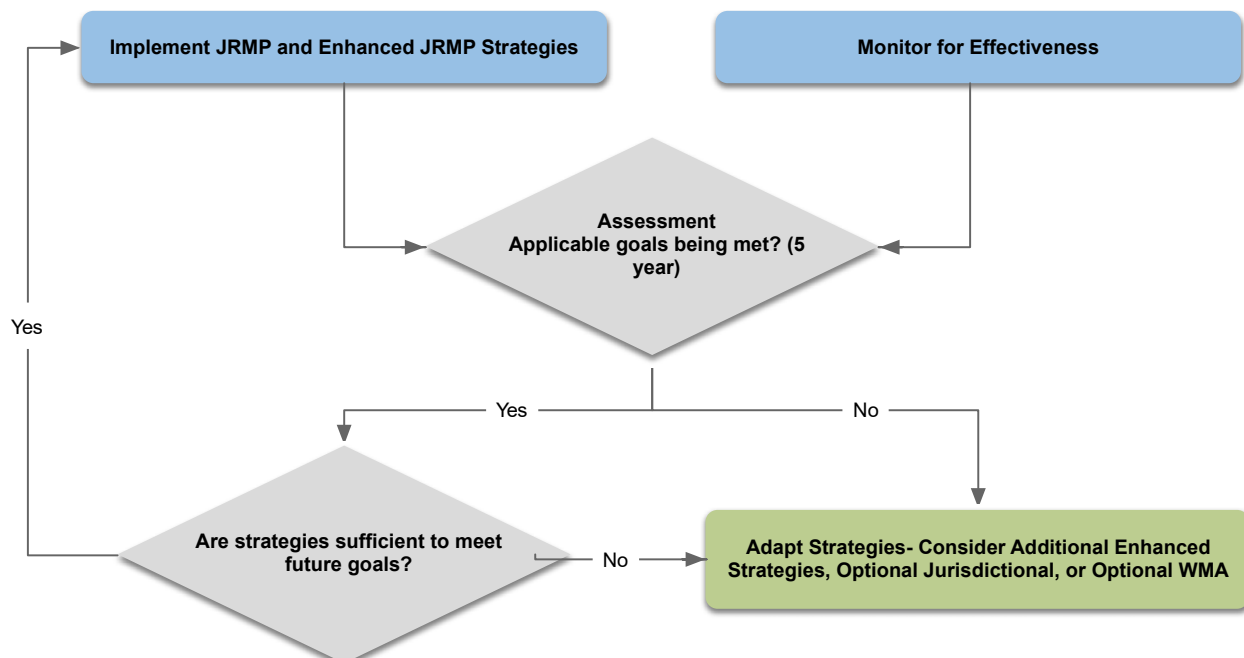 Implement JRMP and Enhanced JRMP Strategies
Monitor for Effectiveness
Assessment
Applicable goals being met? (5
year)
Yes
Yes
No
Are strategies sufficient to meet
future goals?
No
Adapt Strategies- Consider Additional Enhanced
Strategies, Optional Jurisdictional, or Optional WMA